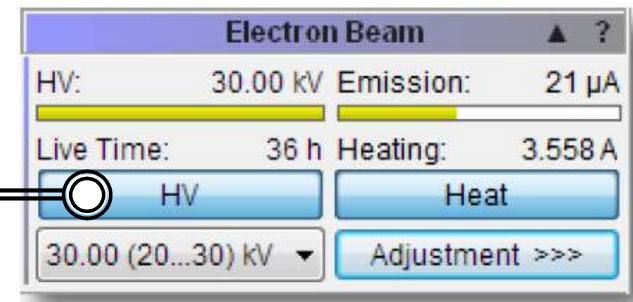 Electron Beam ▲ ?
HV: 30.00 kV Emission: 21 µA
Live Time: 36 h Heating: 3.558 A
HV Heat
30.00 (20...30) kV ▼ Adjustment >>>